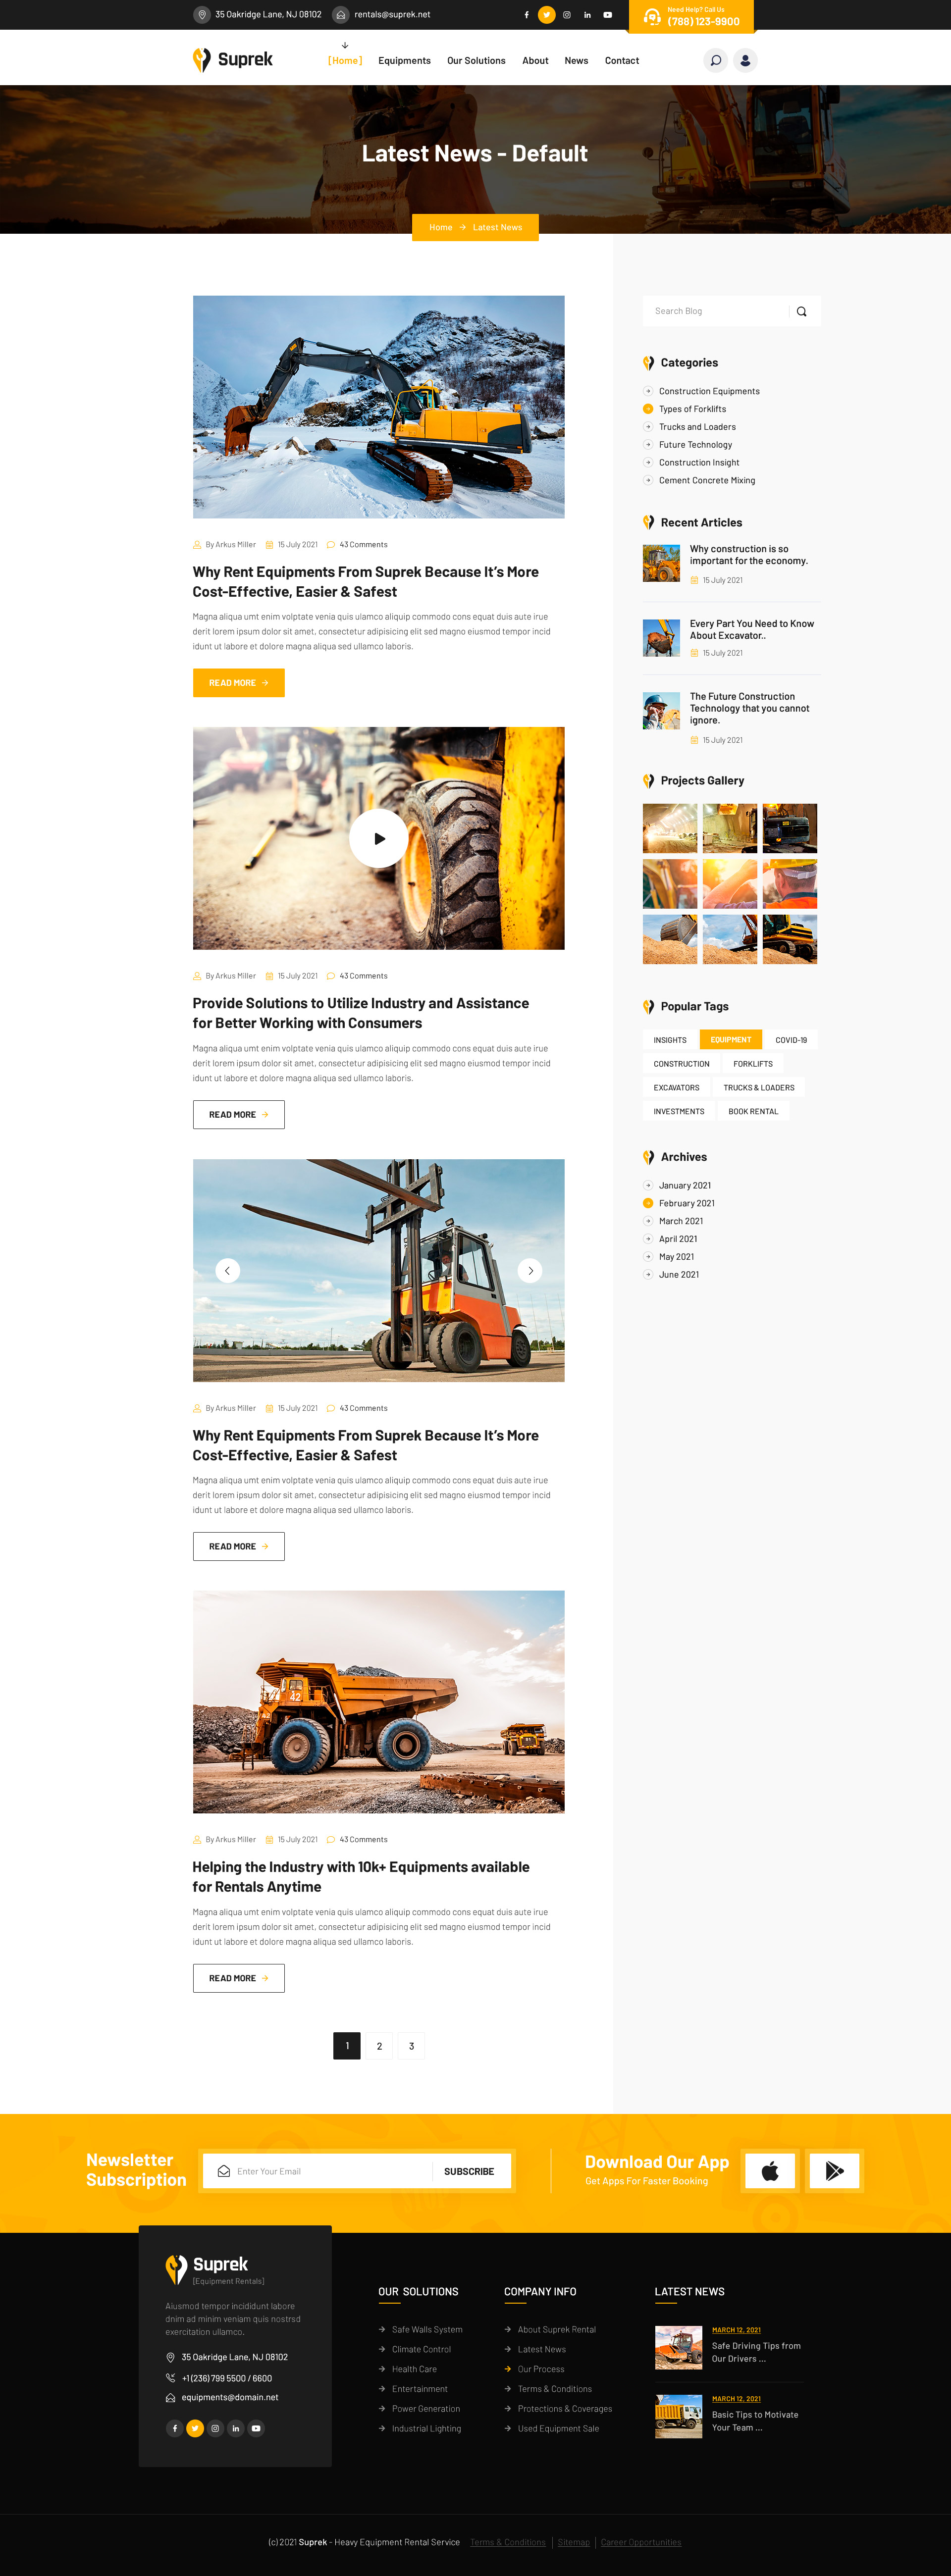 35 Oakridge Lane, NJ 08102
rentals@suprek.net
Need Help? Call Us
(788) 123-9900
Suprek
[Home]
Equipments
Our Solutions
About
News
Contact
Latest News - Default
Home → Latest News
Search Blog
By Arkus Miller
15 July 2021
43 Comments
Why Rent Equipments From Suprek Because It's More
Cost-Effective, Easier & Safest
Magna aliqua umt enim volptate venia quis ulamco aliquip commodo cons equat duis aute irue
derit lorem ipsum dolor sit amet, consectetur adipisicing elit sed magno eiusmod tempor incid
idunt ut labore et dolore magna aliqua sed ullamco laboris.
READ MORE →
By Arkus Miller
15 July 2021
43 Comments
Provide Solutions to Utilize Industry and Assistance
for Better Working with Consumers
Magna aliqua umt enim volptate venia quis ulamco aliquip commodo cons equat duis aute irue
derit lorem ipsum dolor sit amet, consectetur adipisicing elit sed magno eiusmod tempor incid
idunt ut labore et dolore magna aliqua sed ullamco laboris.
READ MORE →
By Arkus Miller
15 July 2021
43 Comments
Why Rent Equipments From Suprek Because It's More
Cost-Effective, Easier & Safest
Magna aliqua umt enim volptate venia quis ulamco aliquip commodo cons equat duis aute irue
derit lorem ipsum dolor sit amet, consectetur adipisicing elit sed magno eiusmod tempor incid
idunt ut labore et dolore magna aliqua sed ullamco laboris.
READ MORE →
42
By Arkus Miller
15 July 2021
43 Comments
Helping the Industry with 10k+ Equipments available
for Rentals Anytime
Magna aliqua umt enim volptate venia quis ulamco aliquip commodo cons equat duis aute irue
derit lorem ipsum dolor sit amet, consectetur adipisicing elit sed magno eiusmod tempor incid
idunt ut labore et dolore magna aliqua sed ullamco laboris.
READ MORE →
1
2
3
Categories
Construction Equipments
Types of Forklifts
Trucks and Loaders
Future Technology
Construction Insight
Cement Concrete Mixing
Recent Articles
Why construction is so
important for the economy.
15 July 2021
Every Part You Need to Know
About Excavator..
15 July 2021
The Future Construction
Technology that you cannot
ignore.
15 July 2021
Projects Gallery
Popular Tags
INSIGHTS
EQUIPMENT
COVID-19
CONSTRUCTION
FORKLIFTS
EXCAVATORS
TRUCKS & LOADERS
INVESTMENTS
BOOK RENTAL
Archives
January 2021
February 2021
March 2021
April 2021
May 2021
June 2021
Newsletter
Subscription
Enter Your Email
SUBSCRIBE
Download Our App
Get Apps For Faster Booking
Suprek
[Equipment Rentals]
Aiusmod tempor incididunt labore
dnim ad minim veniam quis nostrsd
exercitation ullamco.
35 Oakridge Lane, NJ 08102
+1 (236) 799 5500 / 6600
equipments@domain.net
OUR SOLUTIONS
Safe Walls System
Climate Control
Health Care
Entertainment
Power Generation
Industrial Lighting
COMPANY INFO
About Suprek Rental
Latest News
Our Process
Terms & Conditions
Protections & Coverages
Used Equipment Sale
LATEST NEWS
MARCH 12, 2021
Safe Driving Tips from
Our Drivers ...
MARCH 12, 2021
Basic Tips to Motivate
Your Team ...
(c) 2021 Suprek - Heavy Equipment Rental Service
Terms & Conditions | Sitemap | Career Opportunities